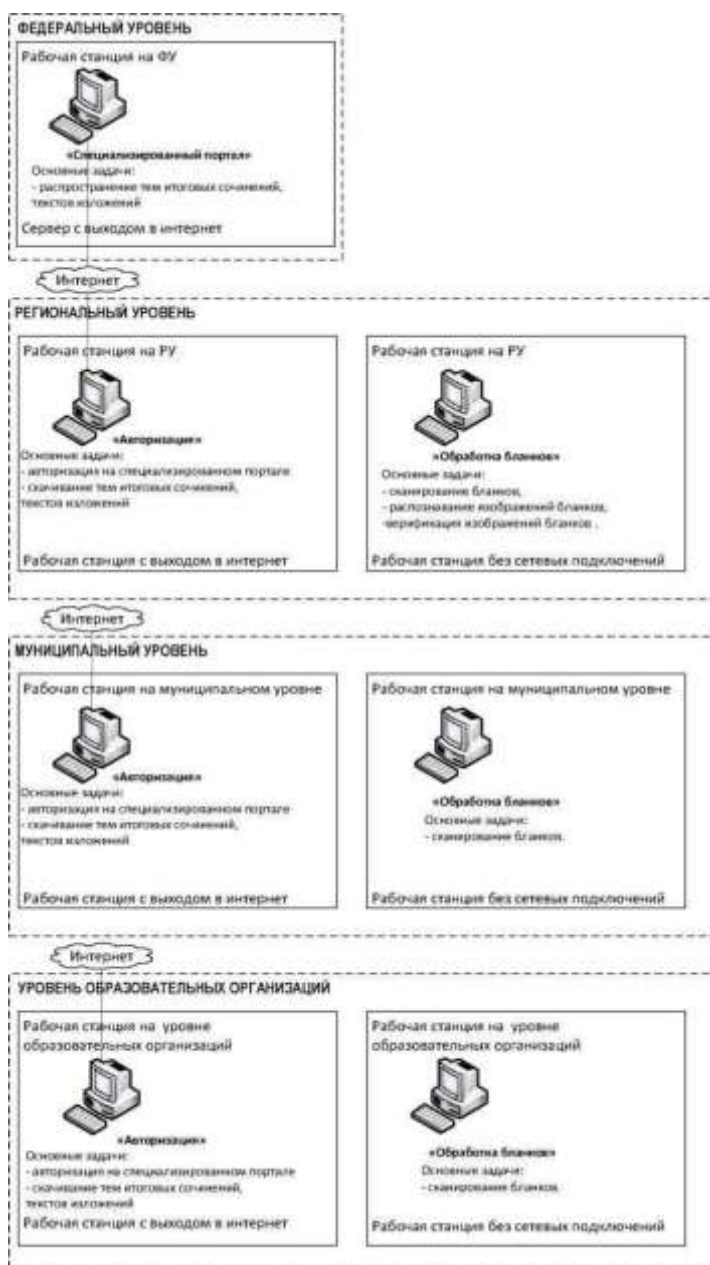 ФЕДЕРАЛЬНЫЙ УРОВЕНЬ
Рабочая станция на ФУ
«Специализированный портал»
Основные задачи:
- распространение тем итоговых сочинений,
текстов изложений
Сервер с выходом в интернет
Интернет
РЕГИОНАЛЬНЫЙ УРОВЕНЬ
Рабочая станция на РУ
«Авторизация»
Основные задачи:
- авторизация на специализированном портале
- скачивание тем итоговых сочинений,
текстов изложений
Рабочая станция с выходом в интернет
Рабочая станция на РУ
«Обработка бланков»
Основные задачи:
- сканирование бланков,
- распознавание изображений бланков,
-верификация изображений бланков .
Рабочая станция без сетевых подключений
Интернет
МУНИЦИПАЛЬНЫЙ УРОВЕНЬ
Рабочая станция на муниципальном уровне
«Авторизация»
Основные задачи:
- авторизация на специализированном портале
- скачивание тем итоговых сочинений,
текстов изложений
Рабочая станция с выходом в интернет
Рабочая станция на муниципальном уровне
«Обработка бланков»
Основные задачи:
- сканирование бланков.
Рабочая станция без сетевых подключений
Интернет
УРОВЕНЬ ОБРАЗОВАТЕЛЬНЫХ ОРГАНИЗАЦИЙ
Рабочая станция на уровне
образовательных организаций
«Авторизация»
Основные задачи:
- авторизация на специализированном портале
- скачивание тем итоговых сочинений,
текстов изложений
Рабочая станция с выходом в интернет
Рабочая станция на уровне
образовательных организаций
«Обработка бланков»
Основные задачи:
- сканирование бланков.
Рабочая станция без сетевых подключений